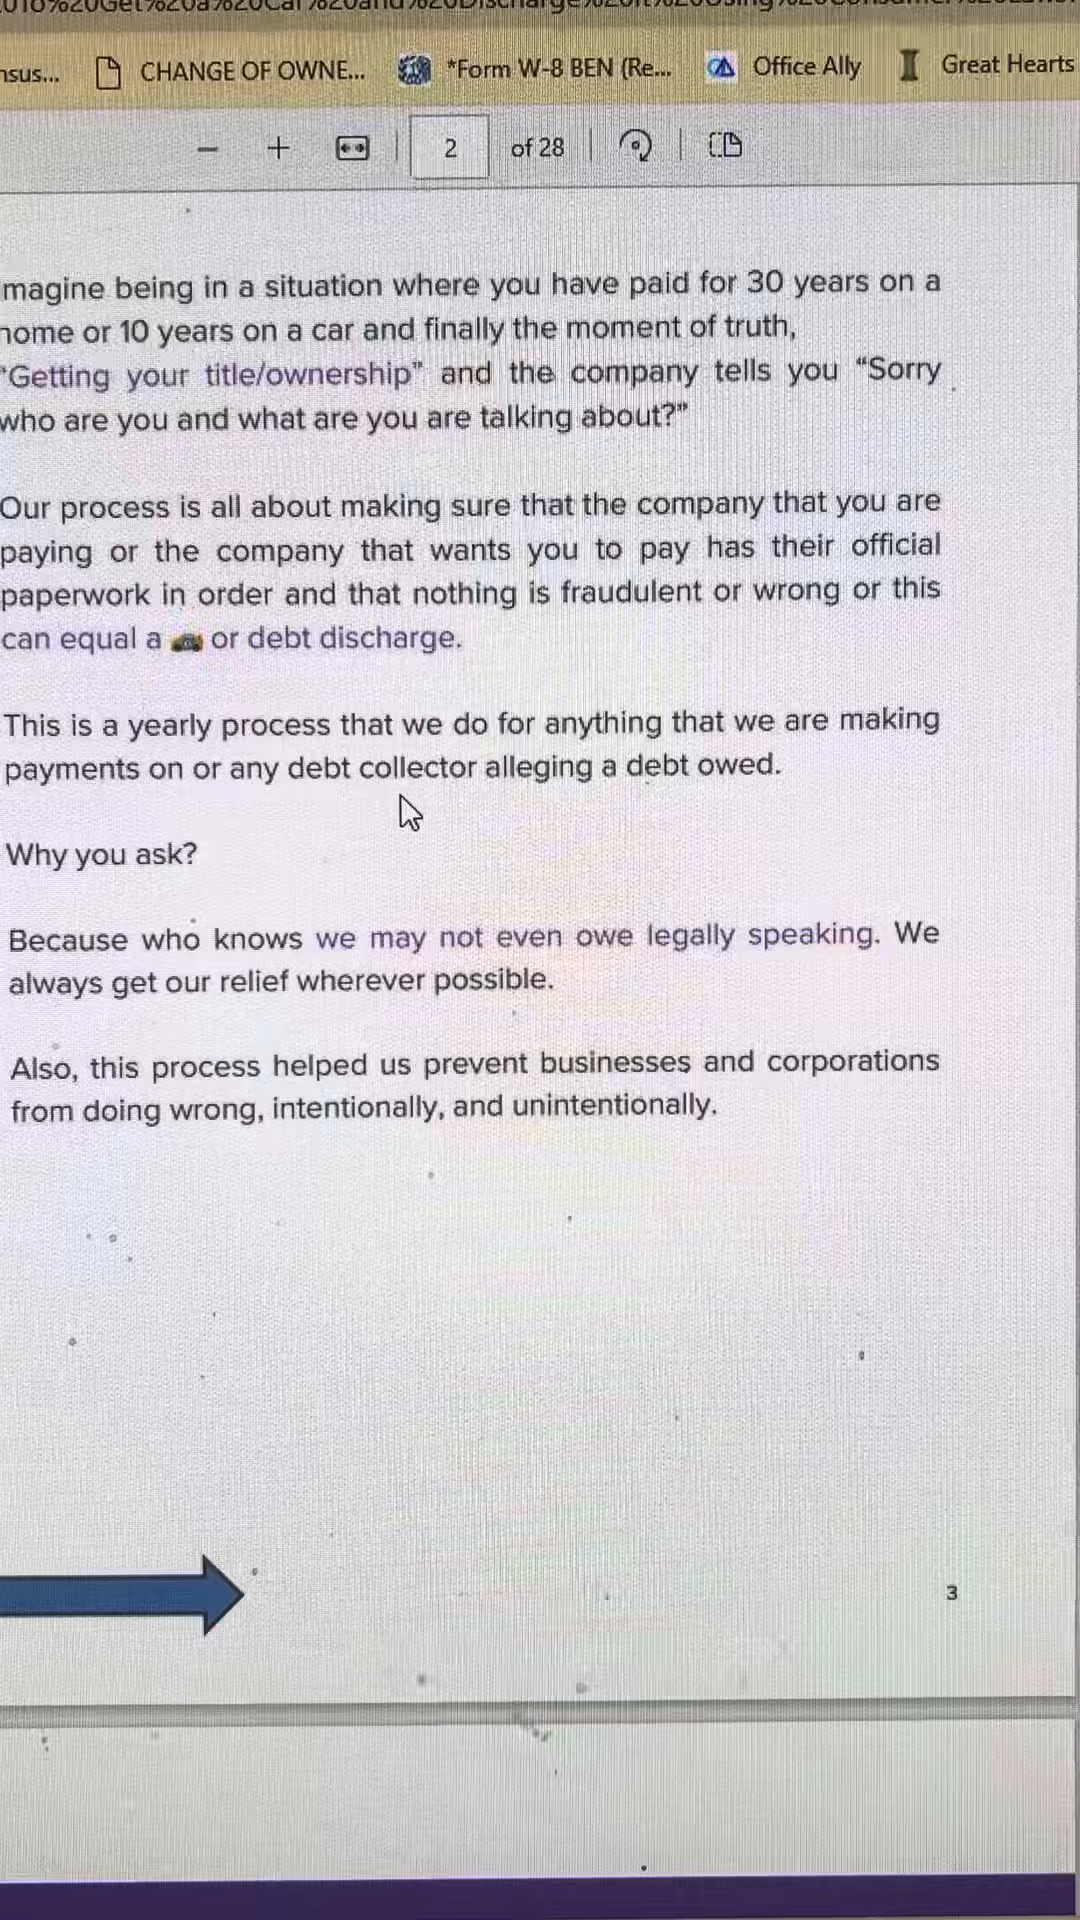 nsus... CHANGE OF OWNE... *Form W-8 BEN (Re... Office Ally Great Hearts
2 of 28
magine being in a situation where you have paid for 30 years on a
home or 10 years on a car and finally the moment of truth,
"Getting your title/ownership" and the company tells you “Sorry
who are you and what are you are talking about?”
Our process is all about making sure that the company that you are
paying or the company that wants you to pay has their official
paperwork in order and that nothing is fraudulent or wrong or this
can equal a 🚗 or debt discharge.
This is a yearly process that we do for anything that we are making
payments on or any debt collector alleging a debt owed.
Why you ask?
Because who knows we may not even owe legally speaking. We
always get our relief wherever possible.
Also, this process helped us prevent businesses and corporations
from doing wrong, intentionally, and unintentionally.
3